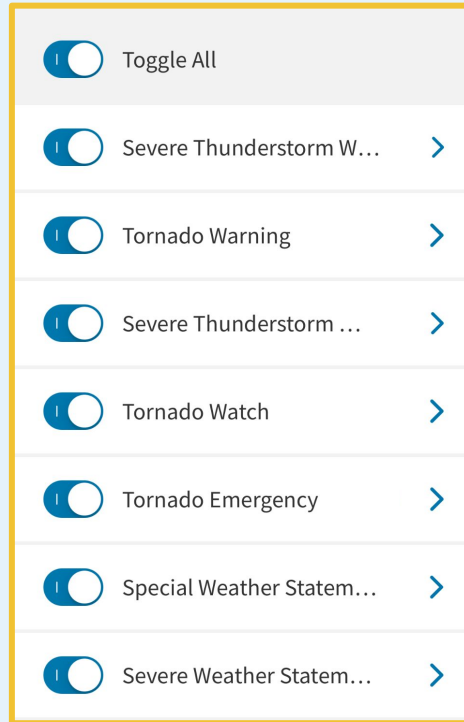 Toggle All
Severe Thunderstorm W...
Tornado Warning
Severe Thunderstorm ...
Tornado Watch
Tornado Emergency
Special Weather Statem...
Severe Weather Statem...